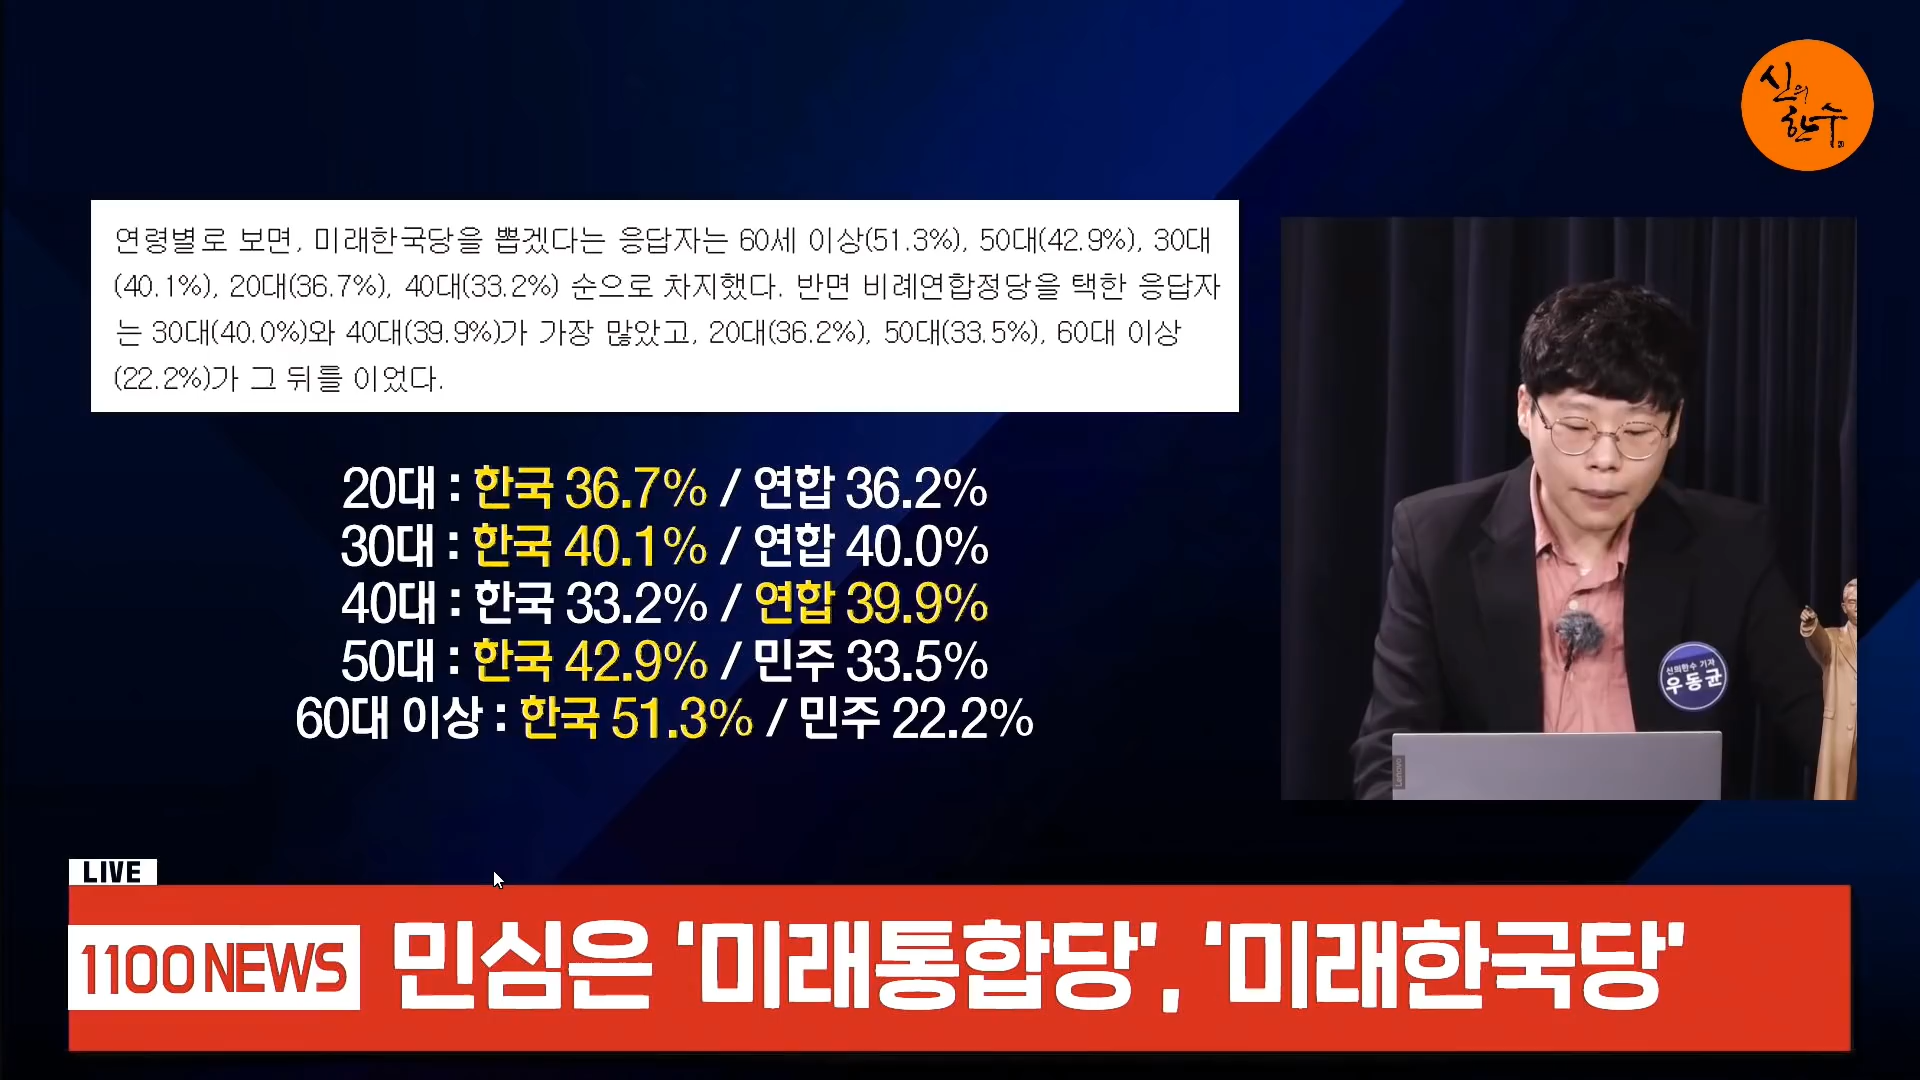 신의
한수
연령별로 보면, 미래한국당을 뽑겠다는 응답자는 60세 이상(51.3%), 50대(42.9%), 30대
(40.1%), 20대(36.7%), 40대(33.2%) 순으로 차지했다. 반면 비례연합정당을 택한 응답자
는 30대(40.0%)와 40대(39.9%)가 가장 많았고, 20대(36.2%), 50대(33.5%), 60대 이상
(22.2%)가 그 뒤를 이었다.
20대 : 한국 36.7% / 연합 36.2%
30대 : 한국 40.1% / 연합 40.0%
40대 : 한국 33.2% / 연합 39.9%
50대 : 한국 42.9% / 민주 33.5%
60대 이상 : 한국 51.3% / 민주 22.2%
신의한수 기자
우동균
Lenovo
LIVE
1100 NEWS
민심은 ‘미래통합당’, ‘미래한국당’